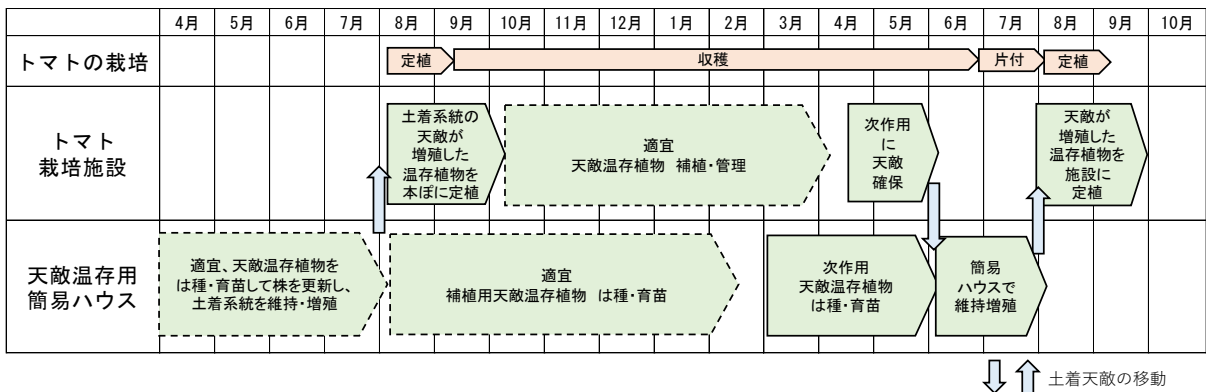 4月 5月 6月 7月 8月 9月 10月 11月 12月 1月 2月 3月 4月 5月 6月 7月 8月 9月 10月
トマトの栽培
定植
収穫
片付
定植
トマト
栽培施設
土着系統の
天敵が
増殖した
温存植物を
本ぽに定植
適宜
天敵温存植物 補植・管理
次作用
に
天敵
確保
天敵が
増殖した
温存植物を
施設に
定植
天敵温存用
簡易ハウス
適宜、天敵温存植物を
は種・育苗して株を更新し、
土着系統を維持・増殖
適宜
補植用天敵温存植物 は種・育苗
次作用
天敵温存植物
は種・育苗
簡易
ハウスで
維持増殖
土着天敵の移動